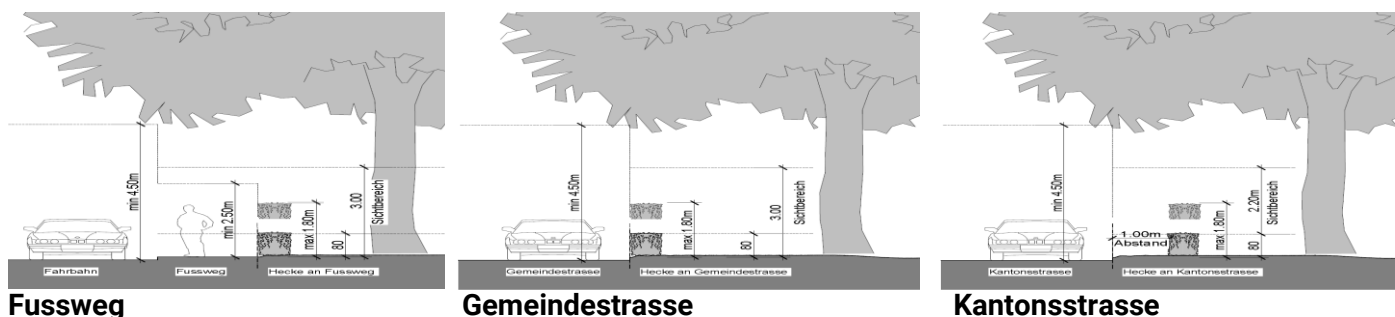 min 4.50m
min 2.50m
max 1.80m
3.00
Sichtbereich
80
Fahrbahn
Fussweg
Hecke an Fussweg
Fussweg
min 4.50m
max 1.80m
3.00
Sichtbereich
80
Gemeindestrasse
Hecke an Gemeindestrasse
Gemeindestrasse
min 4.50m
1.00m
Abstand
max 1.80m
2.20m
Sichtbereich
80
Kantonsstrasse
Hecke an Kantonsstrasse
Kantonsstrasse